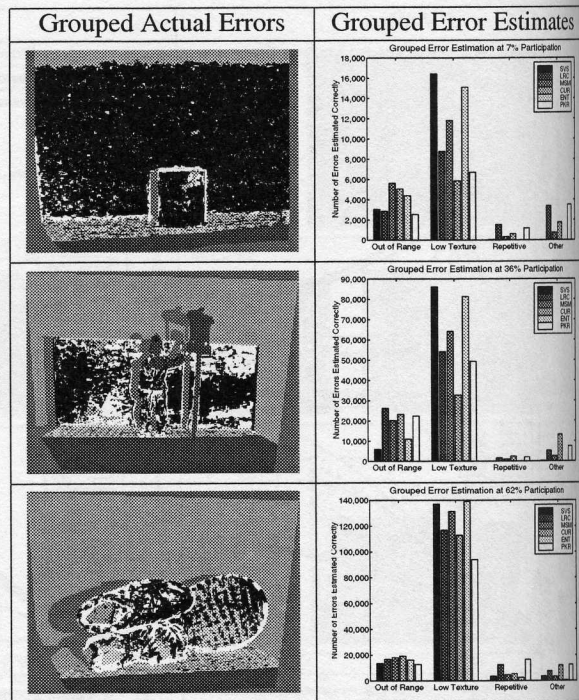 Grouped Actual Errors
Grouped Error Estimates
Grouped Error Estimation at 7% Participation
Number of Errors Estimated Correctly
18,000
16,000
14,000
12,000
10,000
8,000
6,000
4,000
2,000
0
SVS
LRC
MSM
CUR
ENT
PKR
Out of Range
Low Texture
Repetitive
Other
Grouped Error Estimation at 36% Participation
Number of Errors Estimated Correctly
90,000
80,000
70,000
60,000
50,000
40,000
30,000
20,000
10,000
0
SVS
LRC
MSM
CUR
ENT
PKR
Out of Range
Low Texture
Repetitive
Other
Grouped Error Estimation at 62% Participation
Number of Errors Estimated Correctly
140,000
120,000
100,000
80,000
60,000
40,000
20,000
0
SVS
LRC
MSM
CUR
ENT
PKR
Out of Range
Low Texture
Repetitive
Other